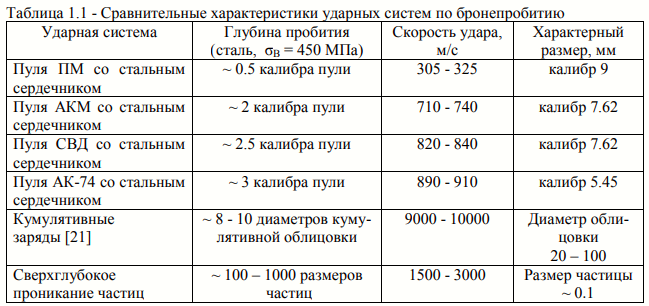 Таблица 1.1 - Сравнительные характеристики ударных систем по бронепробитию
Ударная система
Глубина пробития
(сталь, σВ = 450 МПа)
Скорость удара,
м/с
Характерный
размер, мм
Пуля ПМ со стальным
сердечником
~ 0.5 калибра пули
305 - 325
калибр 9
Пуля АКМ со стальным
сердечником
~ 2 калибра пули
710 - 740
калибр 7.62
Пуля СВД со стальным
сердечником
~ 2.5 калибра пули
820 - 840
калибр 7.62
Пуля АК-74 со стальным
сердечником
~ 3 калибра пули
890 - 910
калибр 5.45
Кумулятивные
заряды [21]
~ 8 - 10 диаметров куму-
лятивной облицовки
9000 - 10000
Диаметр обли-
цовки
20 – 100
Сверхглубокое
проникание частиц
~ 100 – 1000 размеров
частиц
1500 - 3000
Размер частицы
~ 0.1